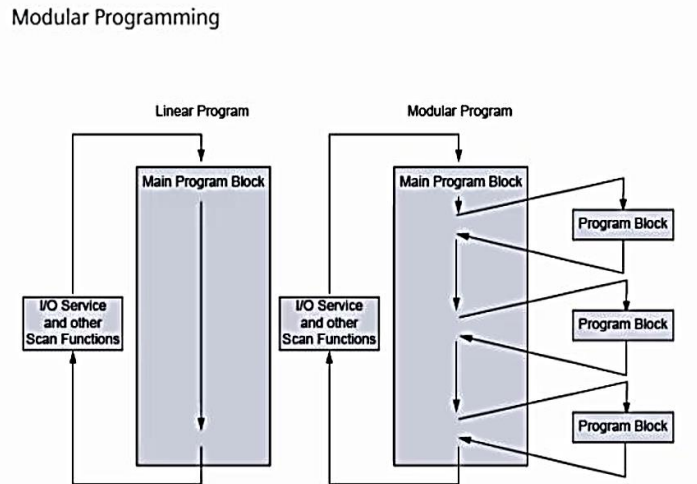 Modular Programming
Linear Program
Modular Program
Main Program Block
Main Program Block
Program Block
I/O Service
and other
Scan Functions
I/O Service
and other
Scan Functions
Program Block
Program Block